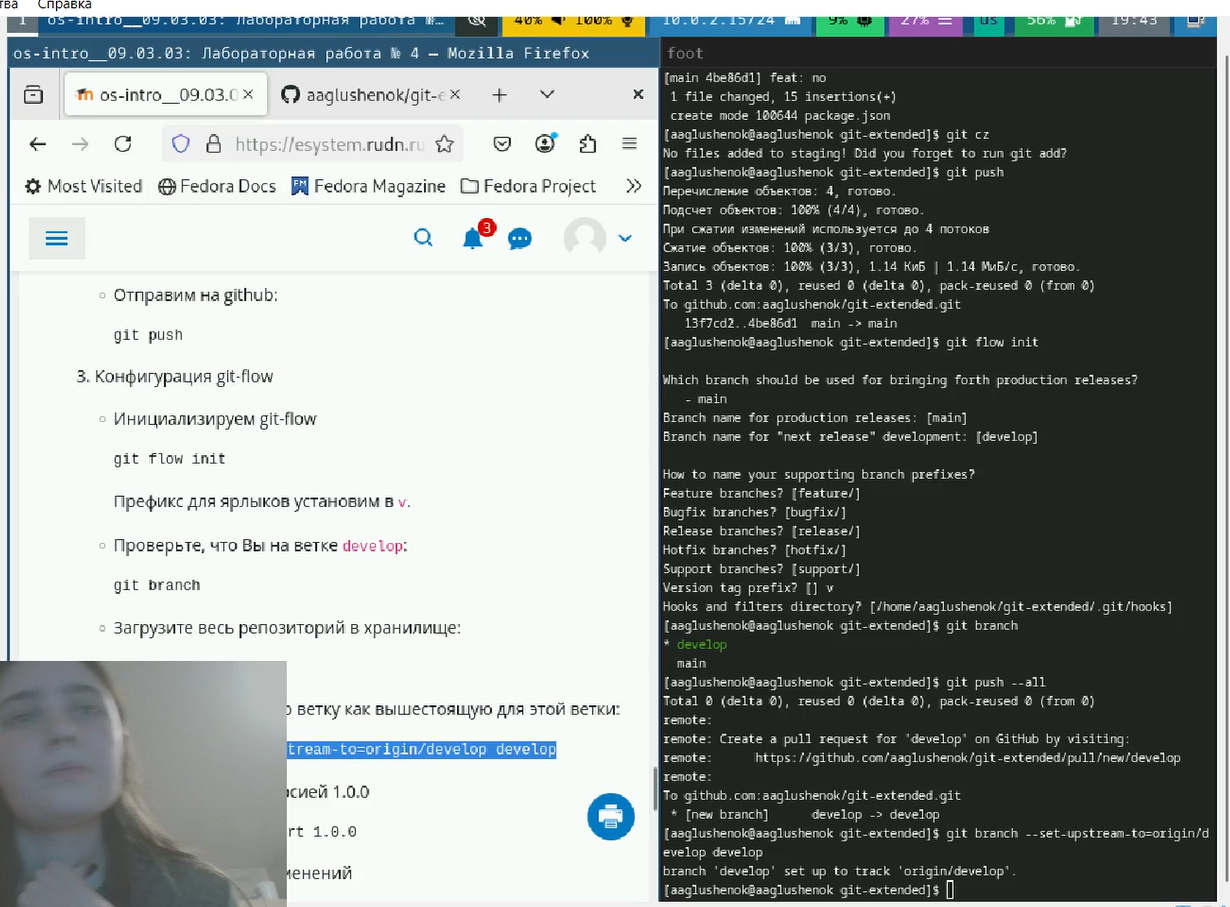 тва Справка
1 os-intro__09.03.03: Лабораторная работа №… 40% 100% 10.0.2.15/24 9% 27% us 56% 19:43
os-intro__09.03.03: Лабораторная работа № 4 — Mozilla Firefox
os-intro__09.03.0
aaglushenok/git-e
https://esystem.rudn.ru
Most Visited Fedora Docs Fedora Magazine Fedora Project
3
Отправим на github:
git push
3. Конфигурация git-flow
Инициализируем git-flow
git flow init
Префикс для ярлыков установим в v.
Проверьте, что Вы на ветке develop:
git branch
Загрузите весь репозиторий в хранилище:
ю ветку как вышестоящую для этой ветки:
tream-to=origin/develop develop
рсией 1.0.0
rt 1.0.0
менений
foot
[main 4be86d1] feat: no
1 file changed, 15 insertions(+)
create mode 100644 package.json
[aaglushenok@aaglushenok git-extended]$ git cz
No files added to staging! Did you forget to run git add?
[aaglushenok@aaglushenok git-extended]$ git push
Перечисление объектов: 4, готово.
Подсчет объектов: 100% (4/4), готово.
При сжатии изменений используется до 4 потоков
Сжатие объектов: 100% (3/3), готово.
Запись объектов: 100% (3/3), 1.14 КиБ | 1.14 МиБ/с, готово.
Total 3 (delta 0), reused 0 (delta 0), pack-reused 0 (from 0)
To github.com:aaglushenok/git-extended.git
13f7cd2..4be86d1 main -> main
[aaglushenok@aaglushenok git-extended]$ git flow init
Which branch should be used for bringing forth production releases?
- main
Branch name for production releases: [main]
Branch name for "next release" development: [develop]
How to name your supporting branch prefixes?
Feature branches? [feature/]
Bugfix branches? [bugfix/]
Release branches? [release/]
Hotfix branches? [hotfix/]
Support branches? [support/]
Version tag prefix? [] v
Hooks and filters directory? [/home/aaglushenok/git-extended/.git/hooks]
[aaglushenok@aaglushenok git-extended]$ git branch
* develop
main
[aaglushenok@aaglushenok git-extended]$ git push --all
Total 0 (delta 0), reused 0 (delta 0), pack-reused 0 (from 0)
remote:
remote: Create a pull request for 'develop' on GitHub by visiting:
remote: https://github.com/aaglushenok/git-extended/pull/new/develop
remote:
To github.com:aaglushenok/git-extended.git
* [new branch] develop -> develop
[aaglushenok@aaglushenok git-extended]$ git branch --set-upstream-to=origin/d
evelop develop
branch 'develop' set up to track 'origin/develop'.
[aaglushenok@aaglushenok git-extended]$